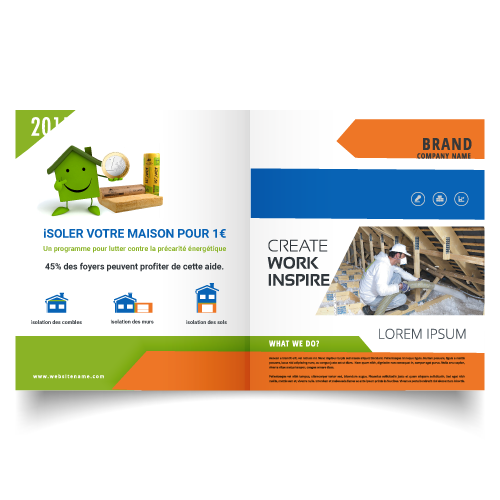 201
iSOLER VOTRE MAISON POUR 1€
Un programme pour lutter contre la précarité énergétique
45% des foyers peuvent profiter de cette aide.
isolation des combles
isolation des murs
isolation des sols
www.websitename.com
BRAND
COMPANY NAME
CREATE
WORK
INSPIRE
LOREM IPSUM
WHAT WE DO?